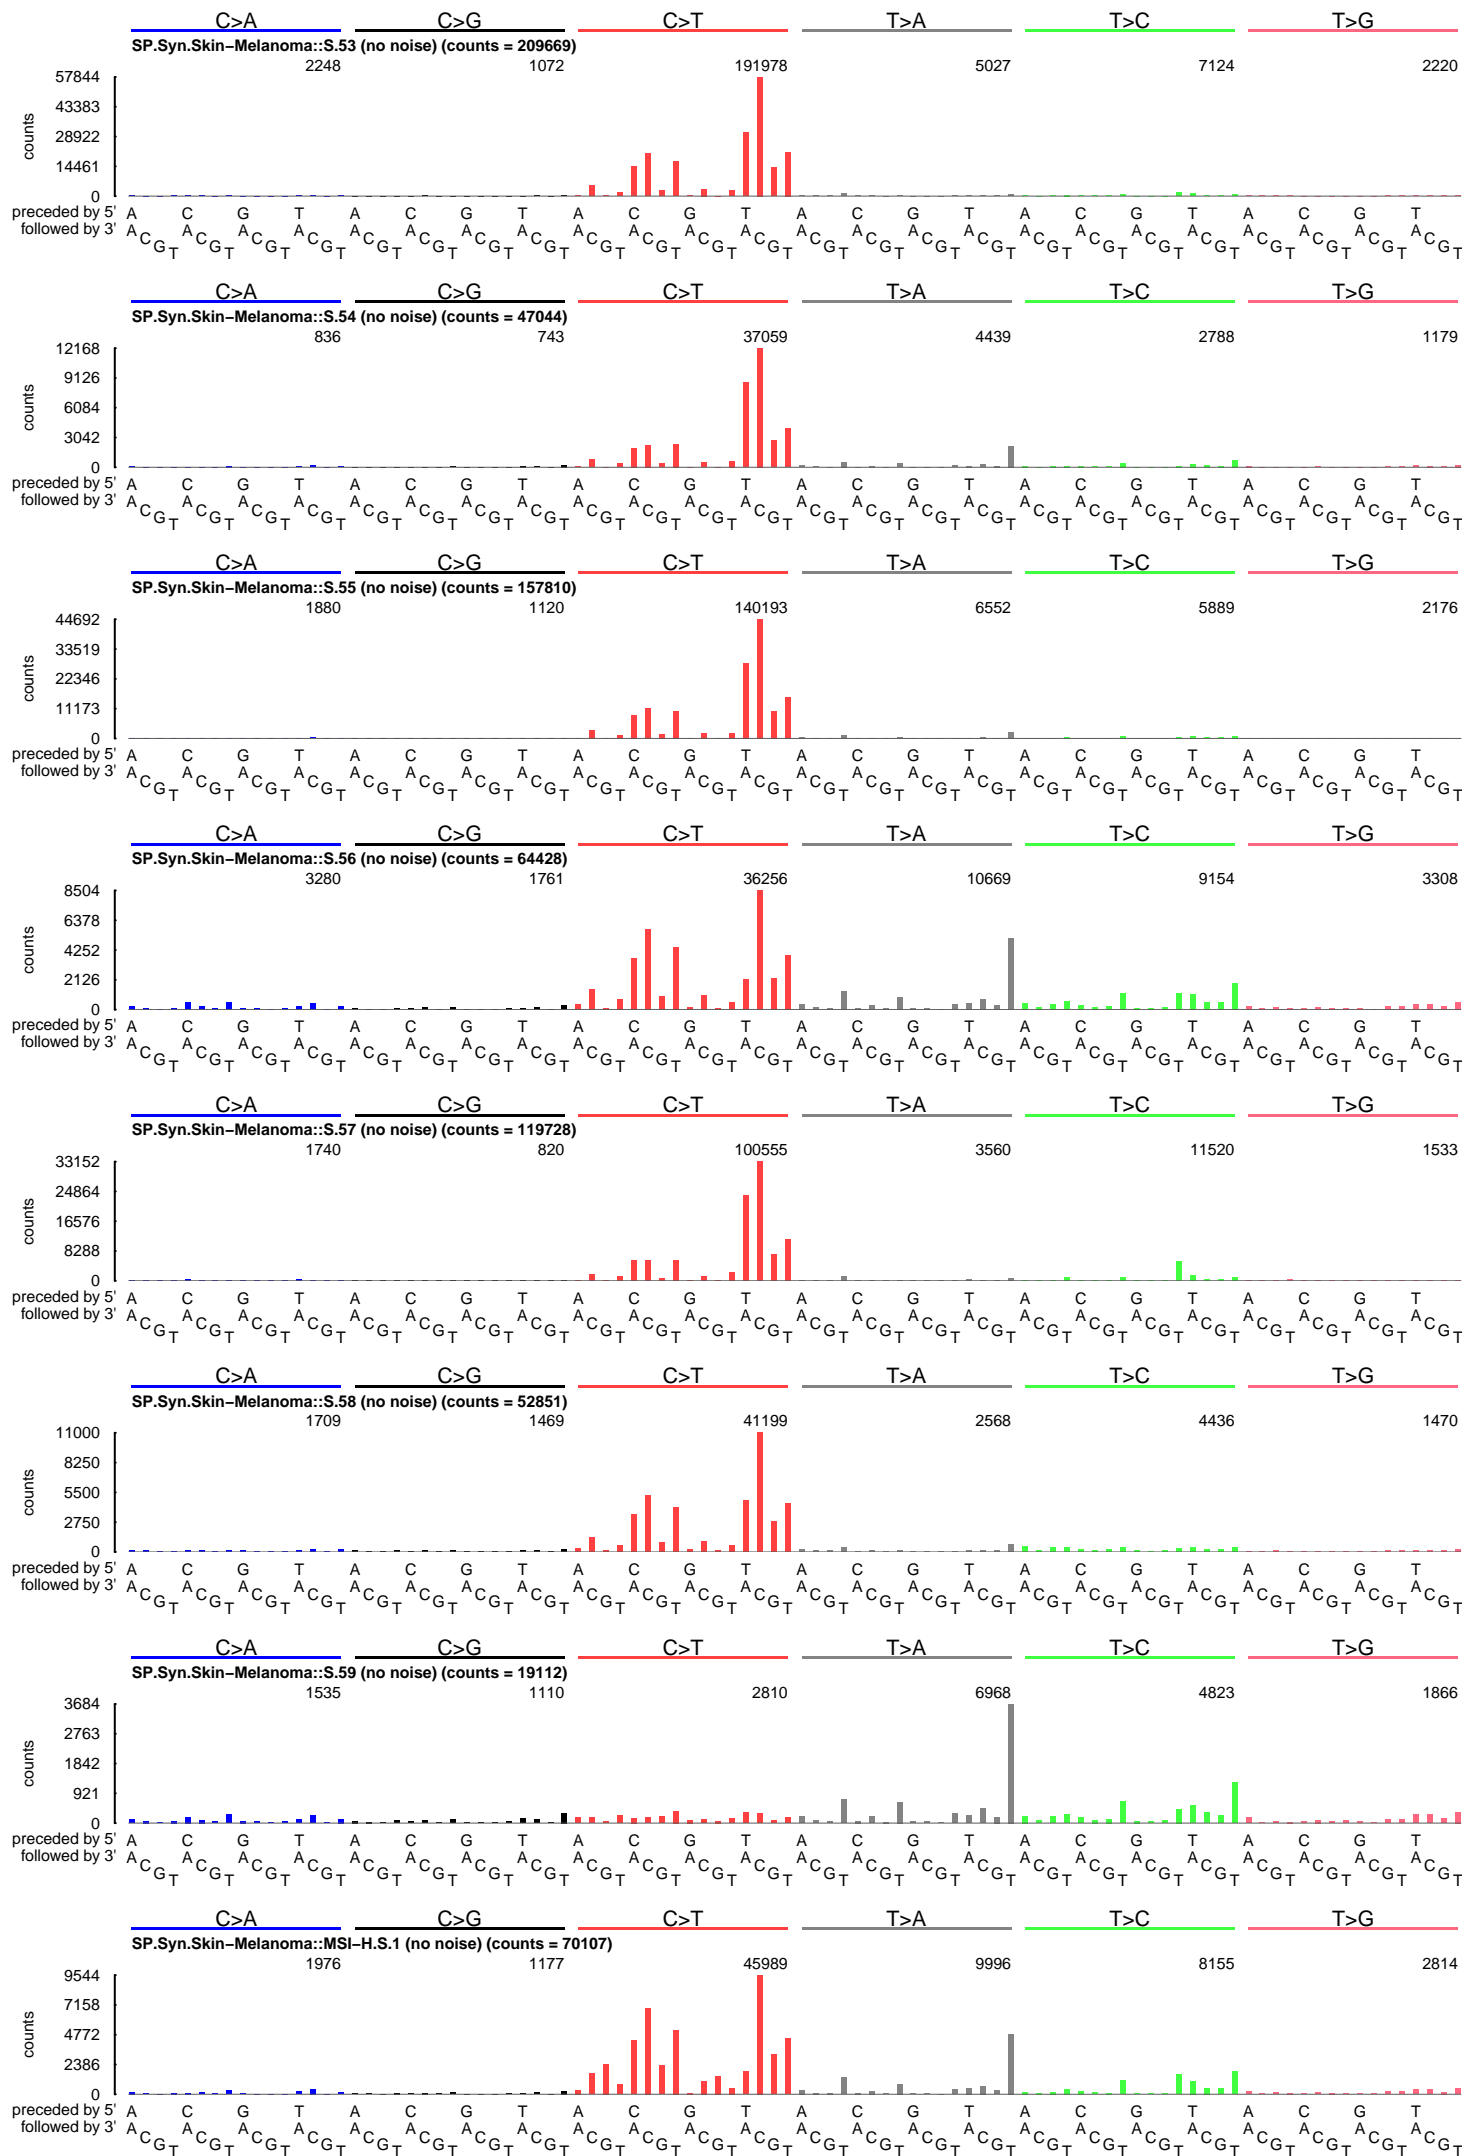 C>A C>G C>T T>A T>C T>G
SP.Syn.Skin−Melanoma::S.53 (no noise) (counts = 209669)
2248 1072 191978 5027 7124 2220
57844
43383
28922
14461
0
counts
preceded by 5' A C G T A C G T A C G T A C G T A C G T A C G T
followed by 3' A C G T A C G T A C G T A C G T A C G T A C G T A C G T A C G T A C G T A C G T A C G T A C G T A C G T A C G T A C G T A C G T A C G T A C G T A C G T A C G T A C G T A C G T A C G T A C G T
C>A C>G C>T T>A T>C T>G
SP.Syn.Skin−Melanoma::S.54 (no noise) (counts = 47044)
836 743 37059 4439 2788 1179
12168
9126
6084
3042
0
counts
preceded by 5' A C G T A C G T A C G T A C G T A C G T A C G T
followed by 3' A C G T A C G T A C G T A C G T A C G T A C G T A C G T A C G T A C G T A C G T A C G T A C G T A C G T A C G T A C G T A C G T A C G T A C G T A C G T A C G T A C G T A C G T A C G T A C G T
C>A C>G C>T T>A T>C T>G
SP.Syn.Skin−Melanoma::S.55 (no noise) (counts = 157810)
1880 1120 140193 6552 5889 2176
44692
33519
22346
11173
0
counts
preceded by 5' A C G T A C G T A C G T A C G T A C G T A C G T
followed by 3' A C G T A C G T A C G T A C G T A C G T A C G T A C G T A C G T A C G T A C G T A C G T A C G T A C G T A C G T A C G T A C G T A C G T A C G T A C G T A C G T A C G T A C G T A C G T A C G T
C>A C>G C>T T>A T>C T>G
SP.Syn.Skin−Melanoma::S.56 (no noise) (counts = 64428)
3280 1761 36256 10669 9154 3308
8504
6378
4252
2126
0
counts
preceded by 5' A C G T A C G T A C G T A C G T A C G T A C G T
followed by 3' A C G T A C G T A C G T A C G T A C G T A C G T A C G T A C G T A C G T A C G T A C G T A C G T A C G T A C G T A C G T A C G T A C G T A C G T A C G T A C G T A C G T A C G T A C G T A C G T
C>A C>G C>T T>A T>C T>G
SP.Syn.Skin−Melanoma::S.57 (no noise) (counts = 119728)
1740 820 100555 3560 11520 1533
33152
24864
16576
8288
0
counts
preceded by 5' A C G T A C G T A C G T A C G T A C G T A C G T
followed by 3' A C G T A C G T A C G T A C G T A C G T A C G T A C G T A C G T A C G T A C G T A C G T A C G T A C G T A C G T A C G T A C G T A C G T A C G T A C G T A C G T A C G T A C G T A C G T A C G T
C>A C>G C>T T>A T>C T>G
SP.Syn.Skin−Melanoma::S.58 (no noise) (counts = 52851)
1709 1469 41199 2568 4436 1470
11000
8250
5500
2750
0
counts
preceded by 5' A C G T A C G T A C G T A C G T A C G T A C G T
followed by 3' A C G T A C G T A C G T A C G T A C G T A C G T A C G T A C G T A C G T A C G T A C G T A C G T A C G T A C G T A C G T A C G T A C G T A C G T A C G T A C G T A C G T A C G T A C G T A C G T
C>A C>G C>T T>A T>C T>G
SP.Syn.Skin−Melanoma::S.59 (no noise) (counts = 19112)
1535 1110 2810 6968 4823 1866
3684
2763
1842
921
0
counts
preceded by 5' A C G T A C G T A C G T A C G T A C G T A C G T
followed by 3' A C G T A C G T A C G T A C G T A C G T A C G T A C G T A C G T A C G T A C G T A C G T A C G T A C G T A C G T A C G T A C G T A C G T A C G T A C G T A C G T A C G T A C G T A C G T A C G T
C>A C>G C>T T>A T>C T>G
SP.Syn.Skin−Melanoma::MSI−H.S.1 (no noise) (counts = 70107)
1976 1177 45989 9996 8155 2814
9544
7158
4772
2386
0
counts
preceded by 5' A C G T A C G T A C G T A C G T A C G T A C G T
followed by 3' A C G T A C G T A C G T A C G T A C G T A C G T A C G T A C G T A C G T A C G T A C G T A C G T A C G T A C G T A C G T A C G T A C G T A C G T A C G T A C G T A C G T A C G T A C G T A C G T